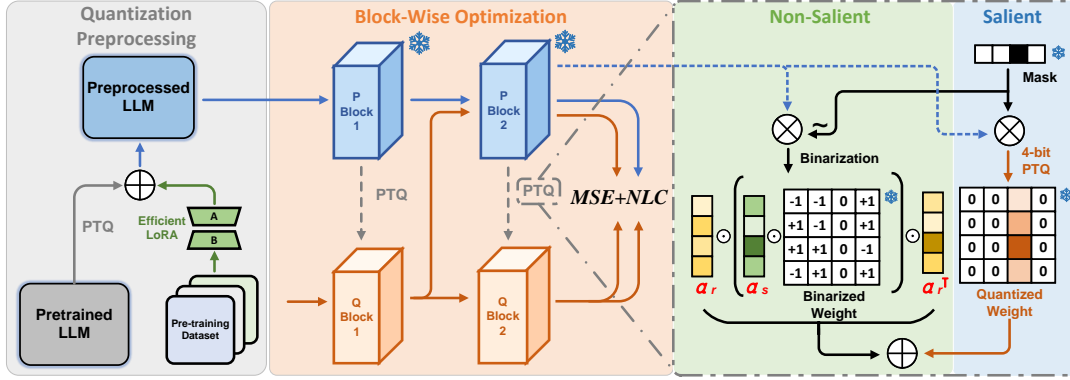 Quantization
Preprocessing
Preprocessed
LLM
PTQ
Efficient
LoRA
A
B
Pretrained
LLM
Pre-training
Dataset
Block-Wise Optimization
P
Block
1
P
Block
2
PTQ
PTQ
MSE+NLC
Q
Block
1
Q
Block
2
Non-Salient
Salient
Mask
~
Binarization
4-bit
PTQ
-1 -1 0 +1
+1 -1 0 +1
+1 +1 0 -1
-1 +1 0 +1
0 0 0
0 0 0
0 0 0
0 0 0
α r
α s
α r T
Binarized
Weight
Quantized
Weight